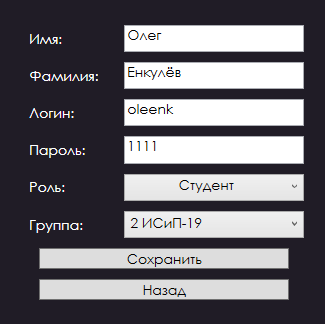 Имя: Олег
Фамилия: Енкулёв
Логин: oleenk
Пароль: 1111
Роль: Студент
Группа: 2 ИСиП-19
Сохранить
Назад